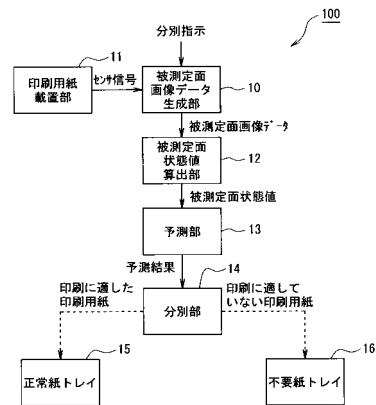 100
分別指示
11
印刷用紙
載置部
センサ信号
被測定面
画像データ
生成部
10
被測定面画像データ
被測定面
状態値
算出部
12
被測定面状態値
予測部
13
予測結果
14
分別部
印刷に適した
印刷用紙
印刷に適して
いない印刷用紙
15
正常紙トレイ
16
不要紙トレイ